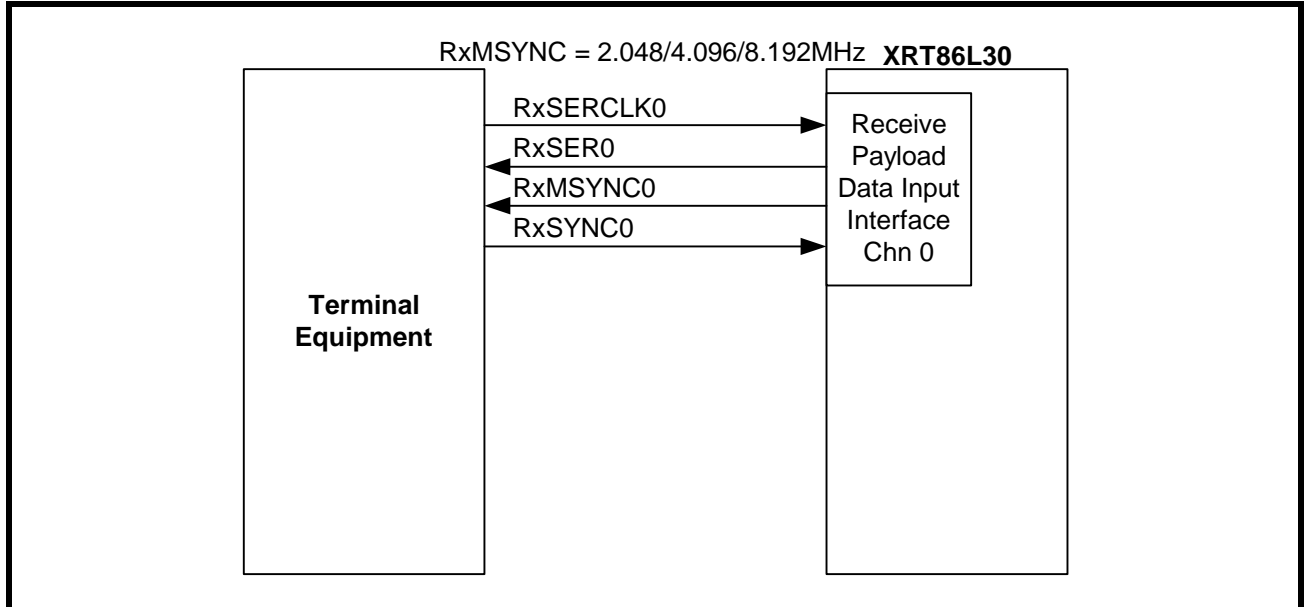 RxMSYNC = 2.048/4.096/8.192MHz XRT86L30
RxSERCLK0
RxSER0
RxMSYNC0
RxSYNC0
Receive
Payload
Data Input
Interface
Chn 0
Terminal
Equipment